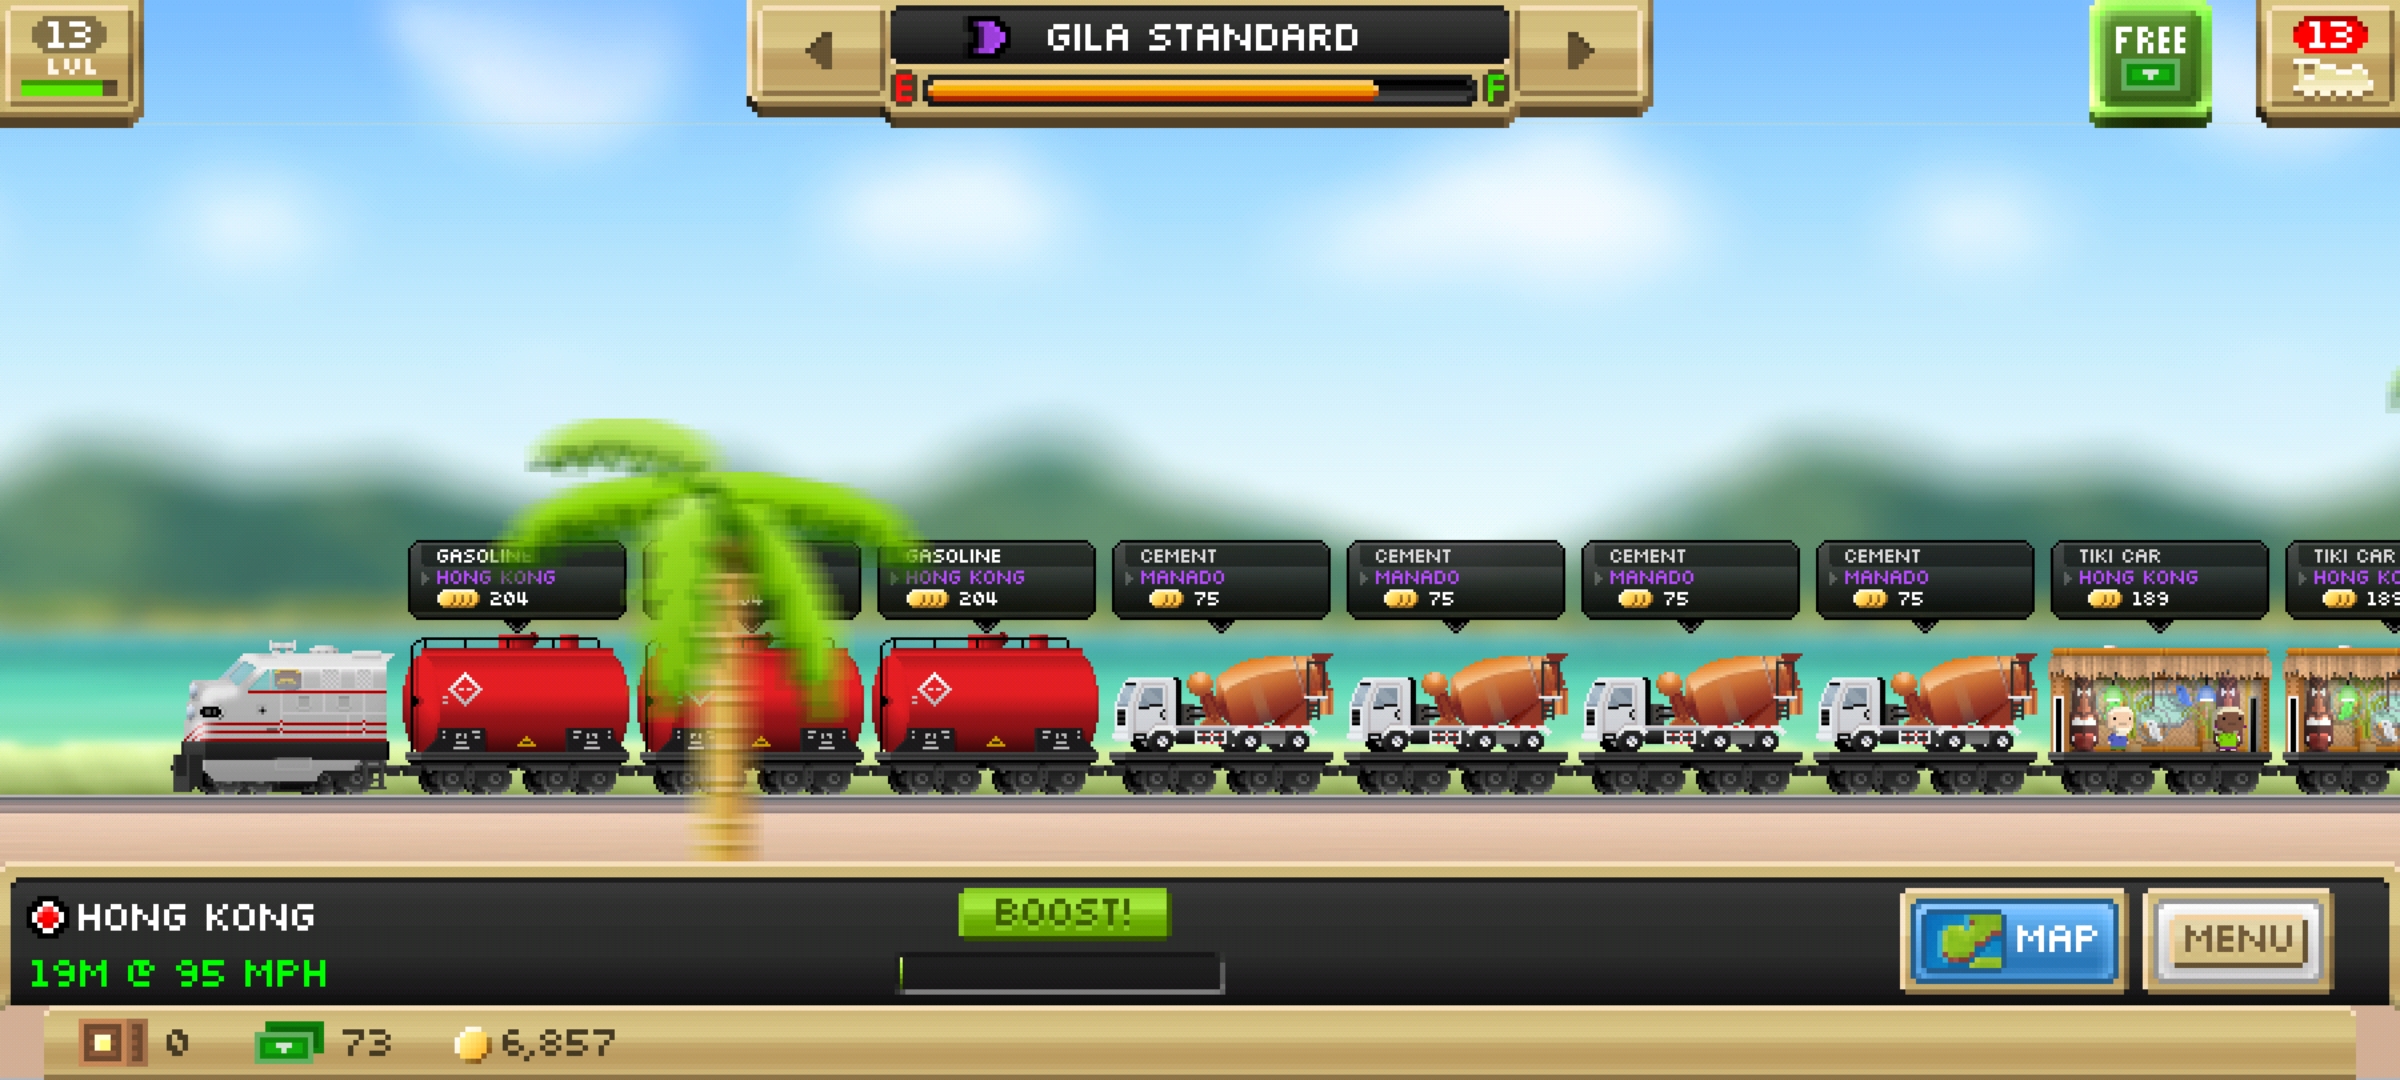 13
LVL
GILA STANDARD
E
F
FREE
13
GASOLINE
HONG KONG
204
GASOLINE
HONG KONG
204
CEMENT
MANADO
75
CEMENT
MANADO
75
CEMENT
MANADO
75
CEMENT
MANADO
75
TIKI CAR
HONG KONG
189
TIKI CAR
HONG
189
HONG KONG
19M @ 95 MPH
BOOST!
MAP
MENU
0
73
6,857